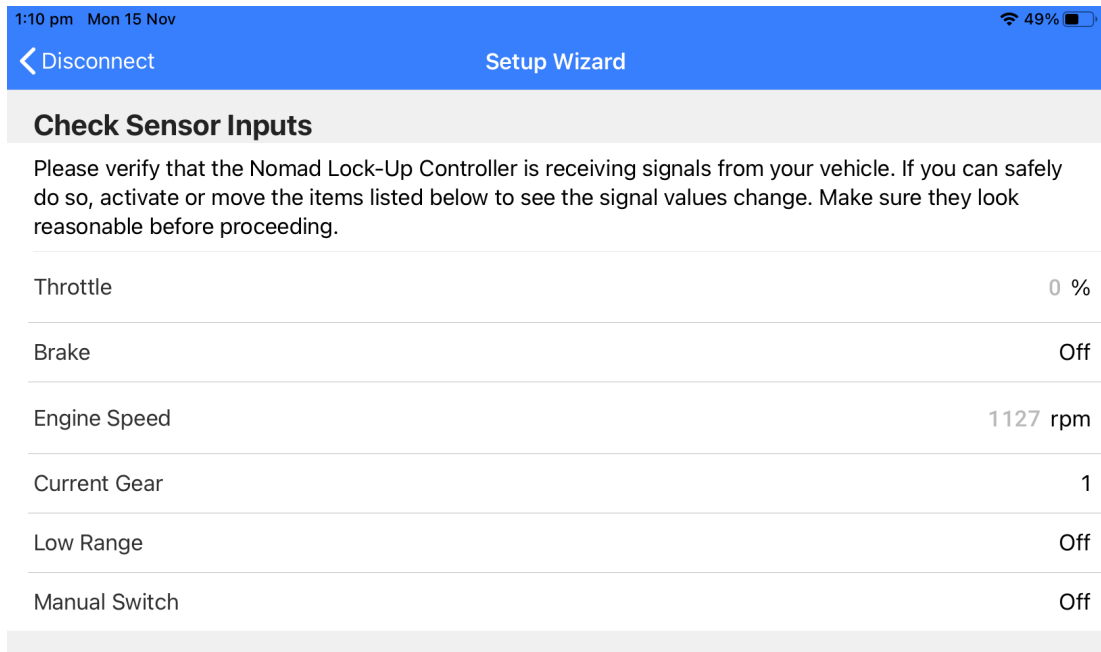 1:10 pm Mon 15 Nov 49%
Disconnect Setup Wizard
Check Sensor Inputs
Please verify that the Nomad Lock-Up Controller is receiving signals from your vehicle. If you can safely
do so, activate or move the items listed below to see the signal values change. Make sure they look
reasonable before proceeding.
Throttle 0 %
Brake Off
Engine Speed 1127 rpm
Current Gear 1
Low Range Off
Manual Switch Off